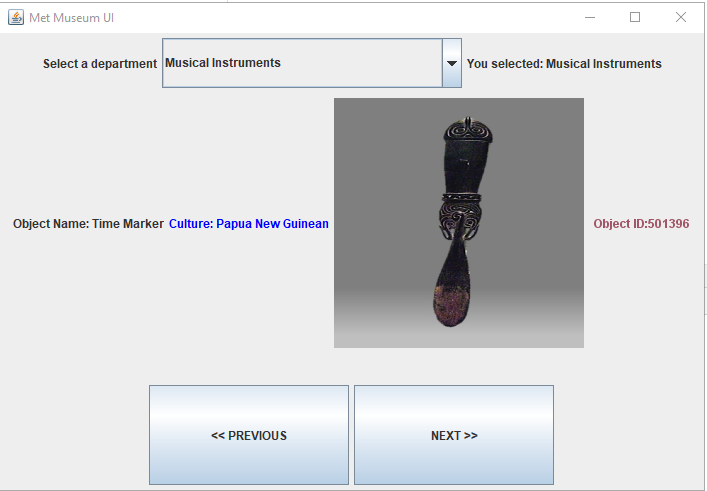 Met Museum UI
Select a department Musical Instruments You selected: Musical Instruments
Object Name: Time Marker Culture: Papua New Guinean Object ID:501396
<< PREVIOUS NEXT >>